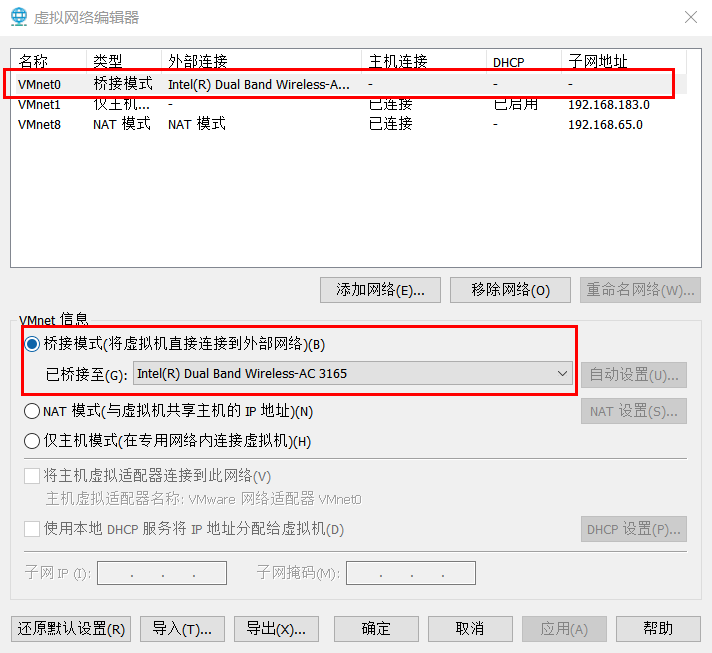 虚拟网络编辑器
名称 类型 外部连接 主机连接 DHCP 子网地址
VMnet0 桥接模式 Intel(R) Dual Band Wireless-A... - - -
VMnet1 仅主机... - 已连接 已启用 192.168.183.0
VMnet8 NAT 模式 NAT 模式 已连接 - 192.168.65.0
添加网络(E)... 移除网络(O) 重命名网络(W)...
VMnet 信息
桥接模式(将虚拟机直接连接到外部网络)(B)
已桥接至(G): Intel(R) Dual Band Wireless-AC 3165 自动设置(U)...
NAT 模式(与虚拟机共享主机的 IP 地址)(N) NAT 设置(S)...
仅主机模式(在专用网络内连接虚拟机)(H)
将主机虚拟适配器连接到此网络(V)
主机虚拟适配器名称: VMware 网络适配器 VMnet0
使用本地 DHCP 服务将 IP 地址分配给虚拟机(D) DHCP 设置(P)...
子网 IP (I): . . . 子网掩码(M): . . .
还原默认设置(R) 导入(T)... 导出(X)... 确定 取消 应用(A) 帮助